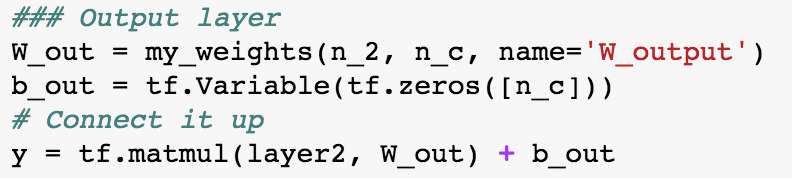 ### Output layer
W_out = my_weights(n_2, n_c, name='W_output')
b_out = tf.Variable(tf.zeros([n_c]))
# Connect it up
y = tf.matmul(layer2, W_out) + b_out